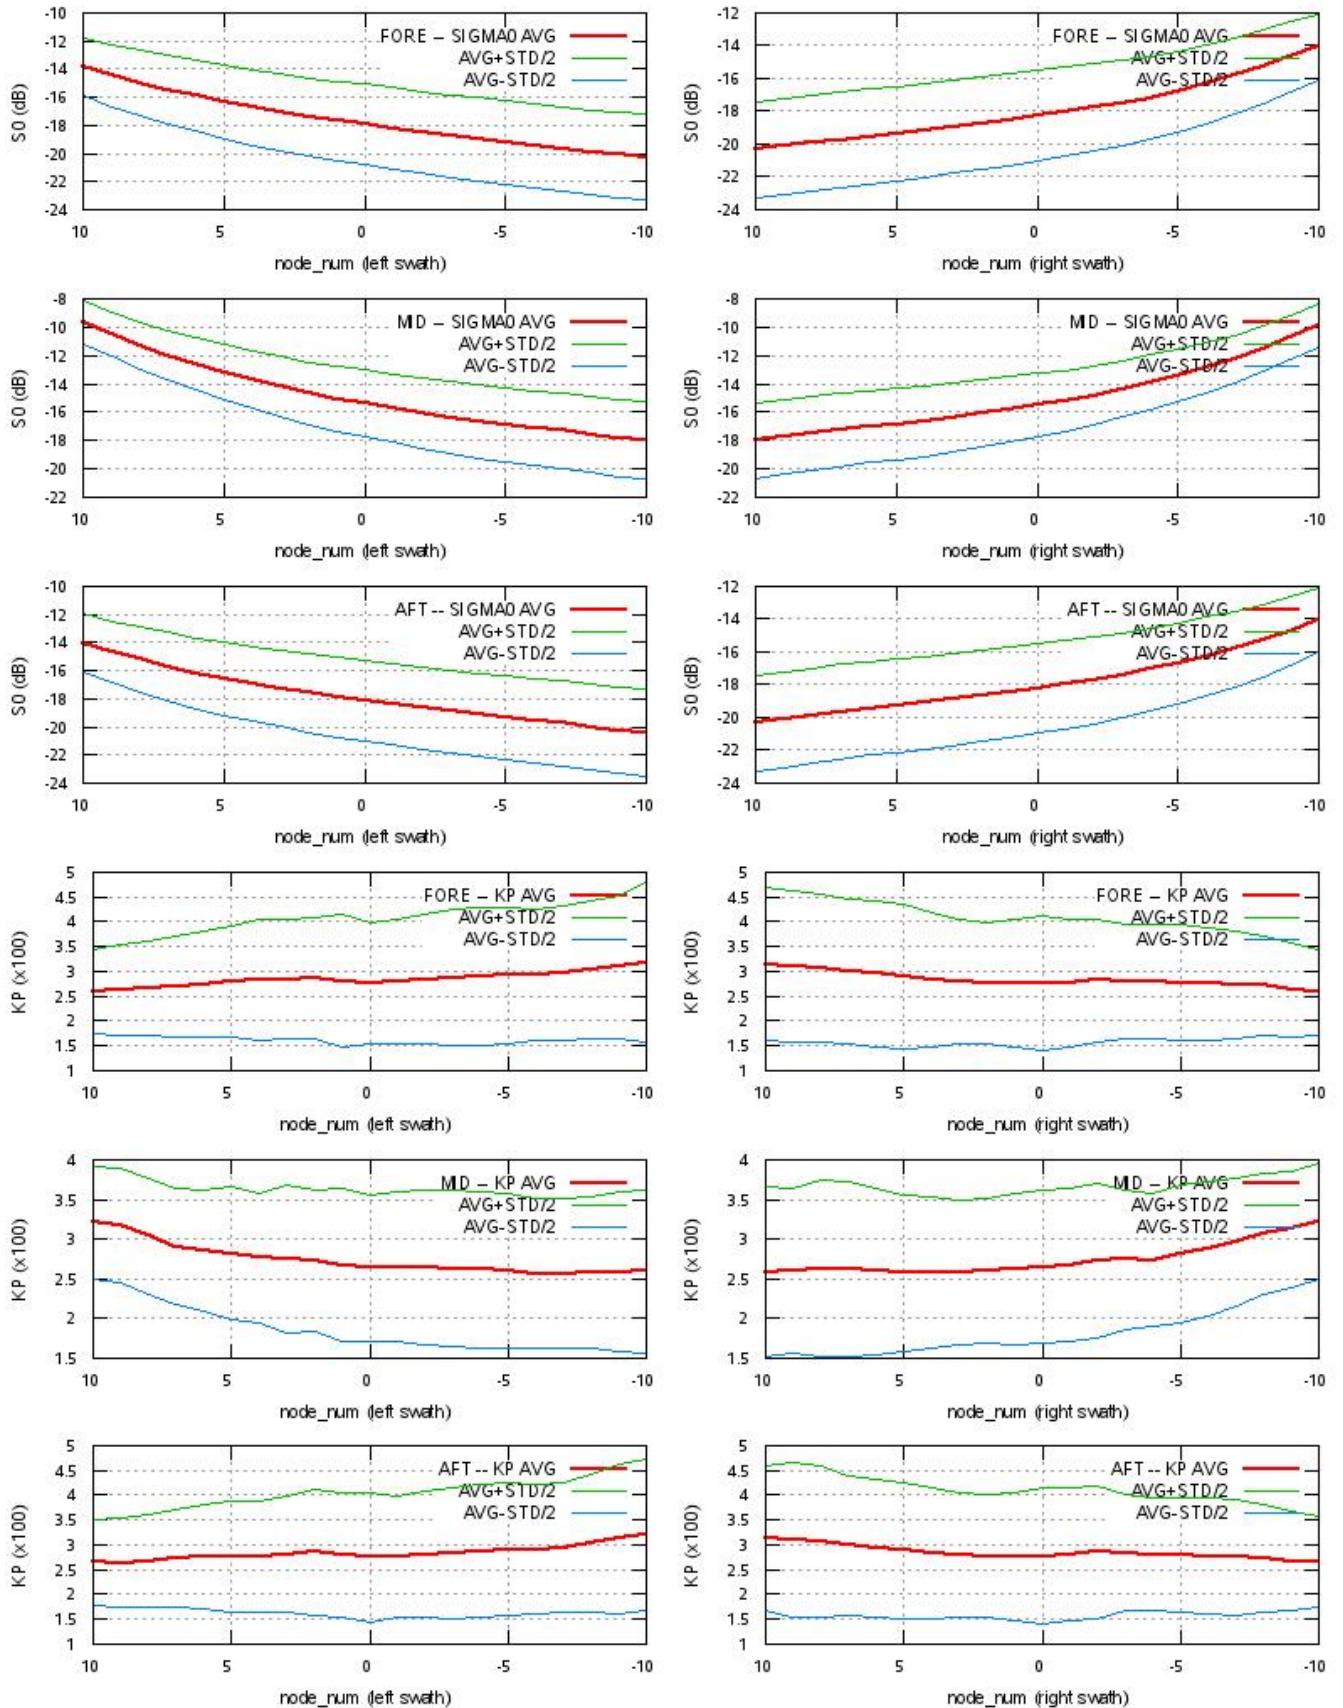 -10
-12
-14
-16
-18
-20
-22
-24
S0 (dB)
FORE -- SIGMA0 AVG
AVG+STD/2
AVG-STD/2
10 5 0 -5 -10
node_num (left swath)
-12
-14
-16
-18
-20
-22
-24
S0 (dB)
FORE -- SIGMA0 AVG
AVG+STD/2
AVG-STD/2
10 5 0 -5 -10
node_num (right swath)
-8
-10
-12
-14
-16
-18
-20
-22
S0 (dB)
MID -- SIGMA0 AVG
AVG+STD/2
AVG-STD/2
10 5 0 -5 -10
node_num (left swath)
-8
-10
-12
-14
-16
-18
-20
-22
S0 (dB)
MID -- SIGMA0 AVG
AVG+STD/2
AVG-STD/2
10 5 0 -5 -10
node_num (right swath)
-10
-12
-14
-16
-18
-20
-22
-24
S0 (dB)
AFT -- SIGMA0 AVG
AVG+STD/2
AVG-STD/2
10 5 0 -5 -10
node_num (left swath)
-12
-14
-16
-18
-20
-22
-24
S0 (dB)
AFT -- SIGMA0 AVG
AVG+STD/2
AVG-STD/2
10 5 0 -5 -10
node_num (right swath)
5
4.5
4
3.5
3
2.5
2
1.5
1
KP (x100)
FORE -- KP AVG
AVG+STD/2
AVG-STD/2
10 5 0 -5 -10
node_num (left swath)
5
4.5
4
3.5
3
2.5
2
1.5
1
KP (x100)
FORE -- KP AVG
AVG+STD/2
AVG-STD/2
10 5 0 -5 -10
node_num (right swath)
4
3.5
3
2.5
2
1.5
KP (x100)
MID -- KP AVG
AVG+STD/2
AVG-STD/2
10 5 0 -5 -10
node_num (left swath)
4
3.5
3
2.5
2
1.5
KP (x100)
MID -- KP AVG
AVG+STD/2
AVG-STD/2
10 5 0 -5 -10
node_num (right swath)
5
4.5
4
3.5
3
2.5
2
1.5
1
KP (x100)
AFT -- KP AVG
AVG+STD/2
AVG-STD/2
10 5 0 -5 -10
node_num (left swath)
5
4.5
4
3.5
3
2.5
2
1.5
1
KP (x100)
AFT -- KP AVG
AVG+STD/2
AVG-STD/2
10 5 0 -5 -10
node_num (right swath)